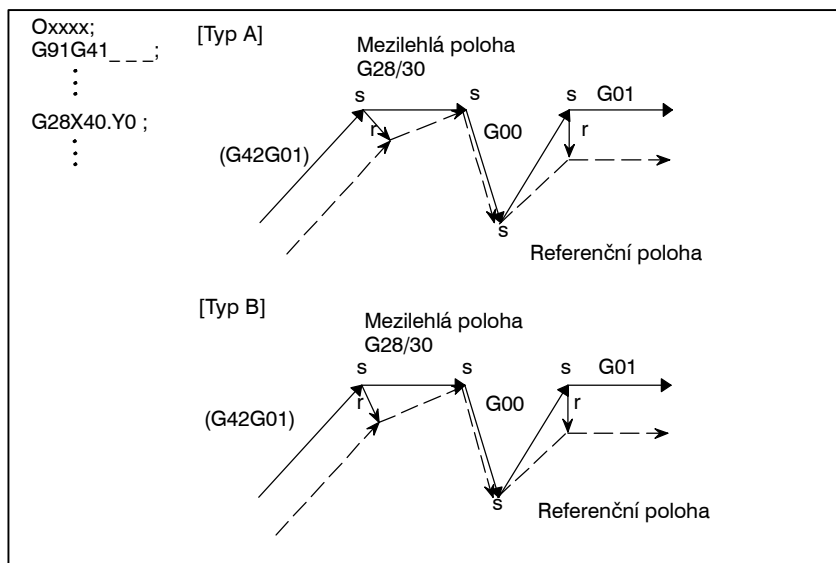 Oxxxx;
G91G41_ _ _;
G28X40.Y0 ;
[Typ A]
Mezilehlá poloha
G28/30
s
s
s
G01
r
G00
r
(G42G01)
s
Referenční poloha
[Typ B]
Mezilehlá poloha
G28/30
s
s
s
G01
r
G00
r
(G42G01)
s
Referenční poloha